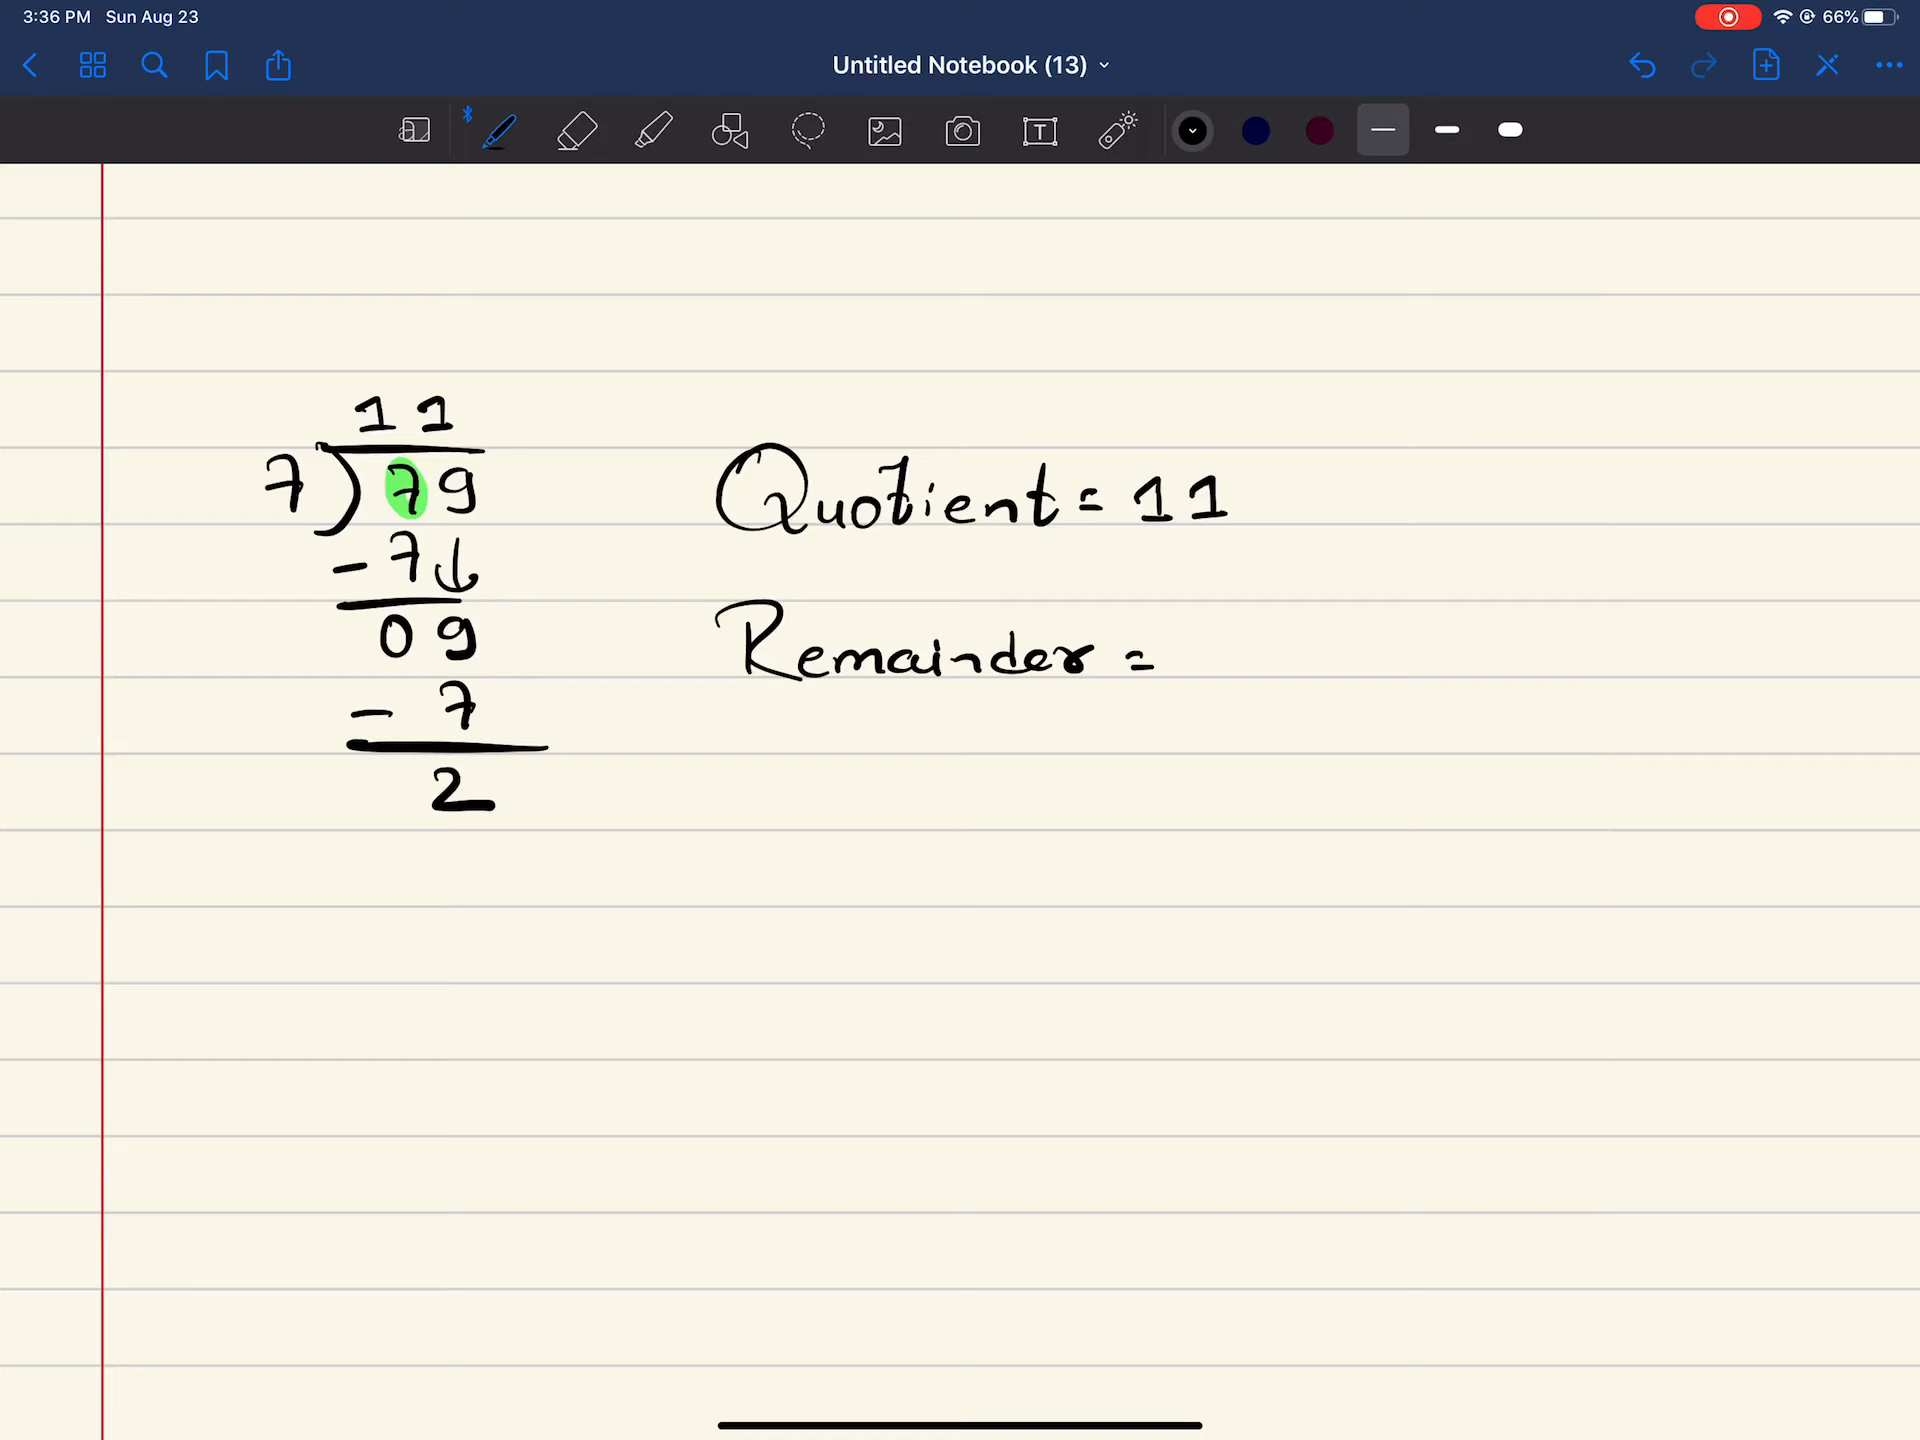 3:36 PM Sun Aug 23
66%
Untitled Notebook (13)
11
7) 79
- 7↓
09
- 7
2
Quotient = 11
Remainder =